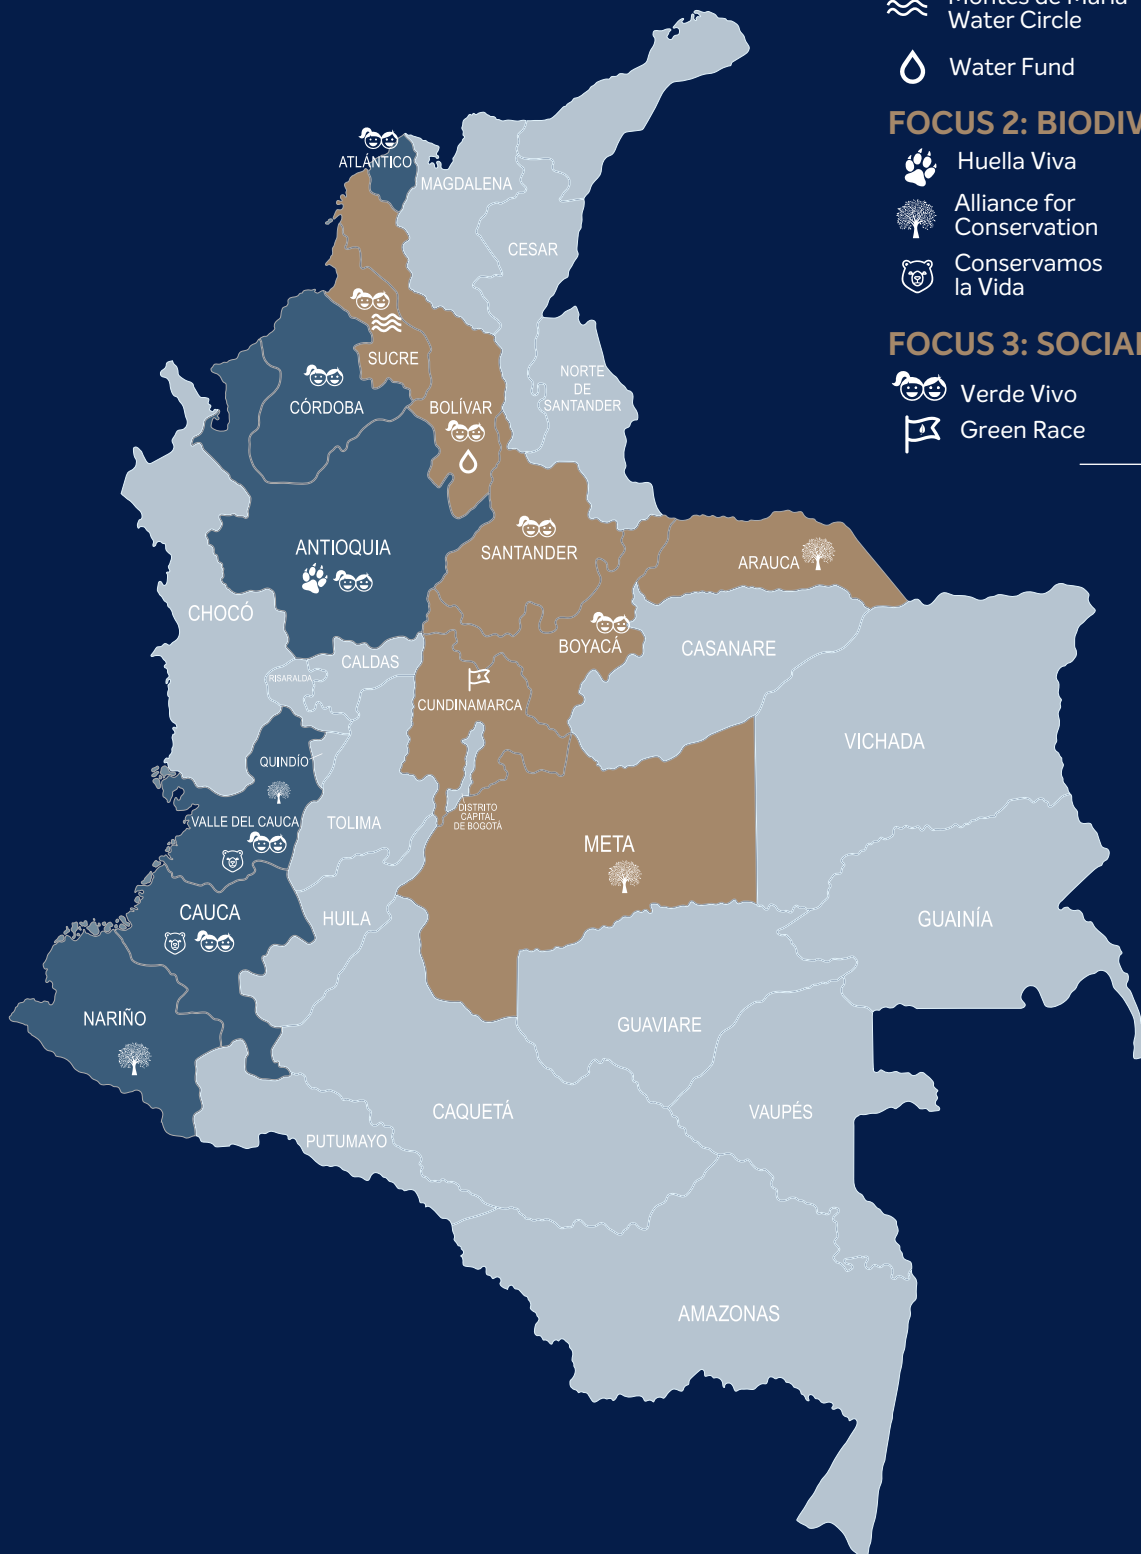 Water Circle
Water Fund
FOCUS 2: BIODIV
Huella Viva
Alliance for
Conservation
Conservamos
la Vida
FOCUS 3: SOCIAL
Verde Vivo
Green Race
ATLÁNTICO
MAGDALENA
CESAR
SUCRE
NORTE
DE
SANTANDER
CÓRDOBA
BOLÍVAR
ANTIOQUIA
SANTANDER
ARAUCA
CHOCÓ
BOYACÁ
CASANARE
CALDAS
RISARALDA
CUNDINAMARCA
VICHADA
QUINDÍO
DISTRITO
CAPITAL
DE BOGOTÁ
VALLE DEL CAUCA
TOLIMA
META
CAUCA
HUILA
GUAINÍA
NARIÑO
GUAVIARE
CAQUETÁ
VAUPÉS
PUTUMAYO
AMAZONAS